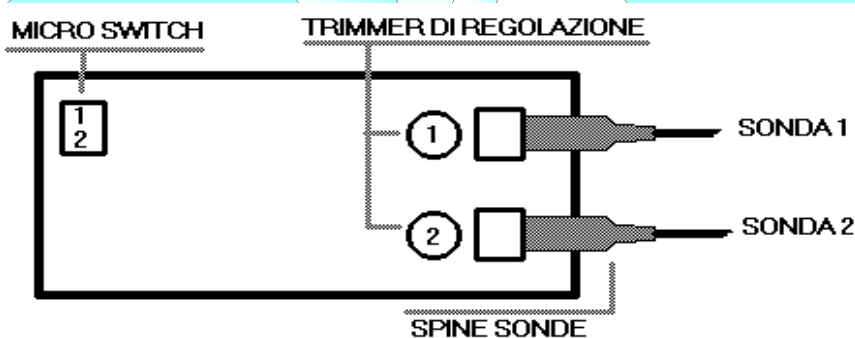 MICRO SWITCH
TRIMMER DI REGOLAZIONE
1
2
1
SONDA 1
2
SONDA 2
SPINE SONDE